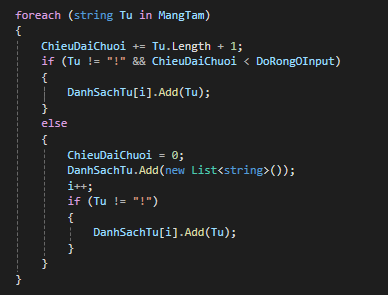 foreach (string Tu in MangTam)
{
    ChieuDaiChuoi += Tu.Length + 1;
    if (Tu != "!" && ChieuDaiChuoi < DoRongOInput)
    {
        DanhSachTu[i].Add(Tu);
    }
    else
    {
        ChieuDaiChuoi = 0;
        DanhSachTu.Add(new List<string>());
        i++;
        if (Tu != "!")
        {
            DanhSachTu[i].Add(Tu);
        }
    }
}